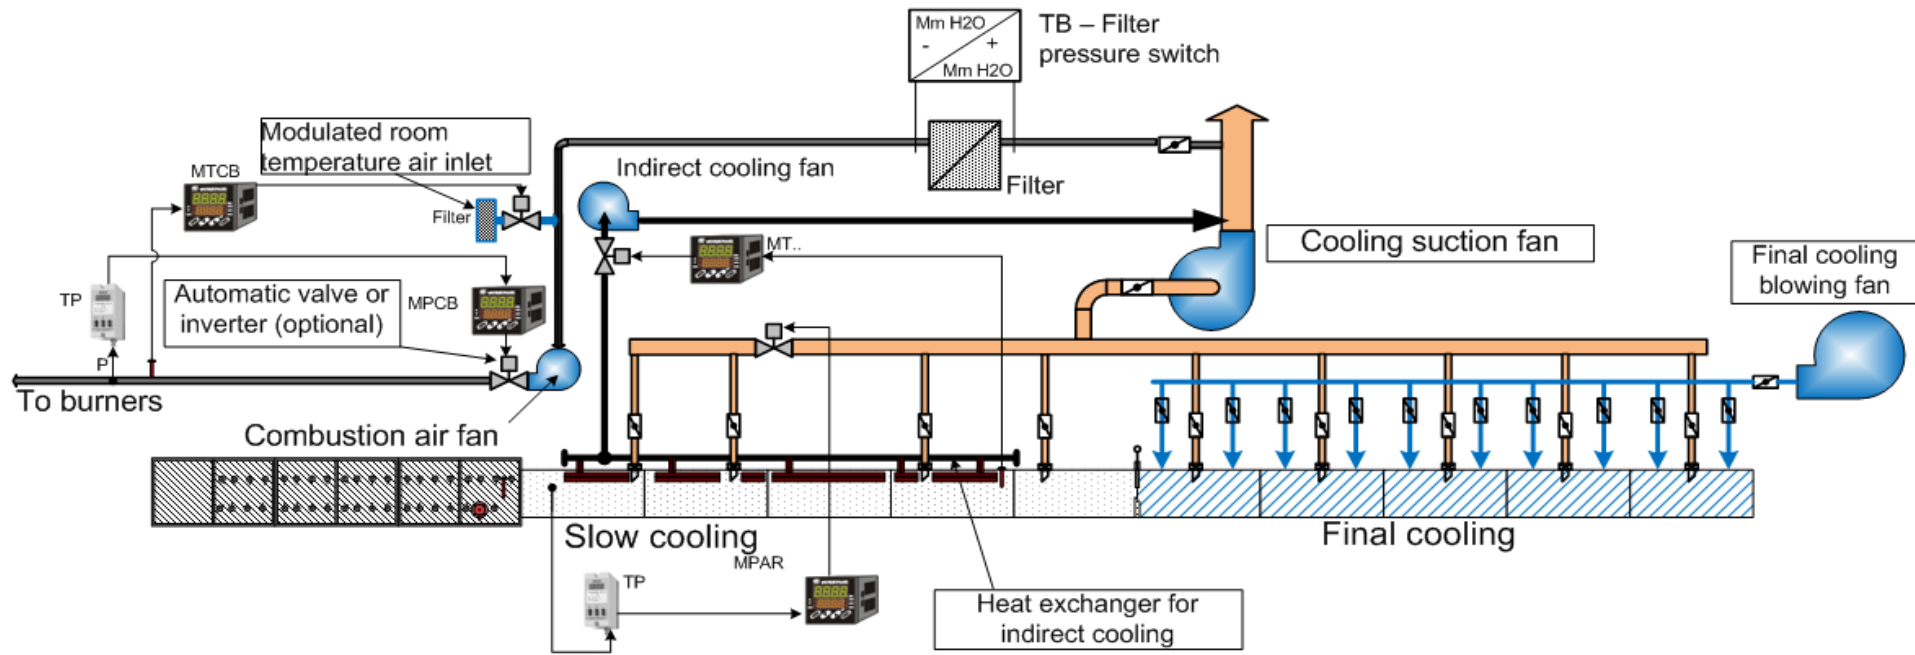 Mm H2O
- +
Mm H2O
TB – Filter
pressure switch
Modulated room
temperature air inlet
MTCB
Indirect cooling fan
Filter
Filter
MT..
Cooling suction fan
Final cooling
blowing fan
TP
Automatic valve or
inverter (optional)
MPCB
P
To burners
Combustion air fan
Slow cooling
Final cooling
MPAR
TP
Heat exchanger for
indirect cooling